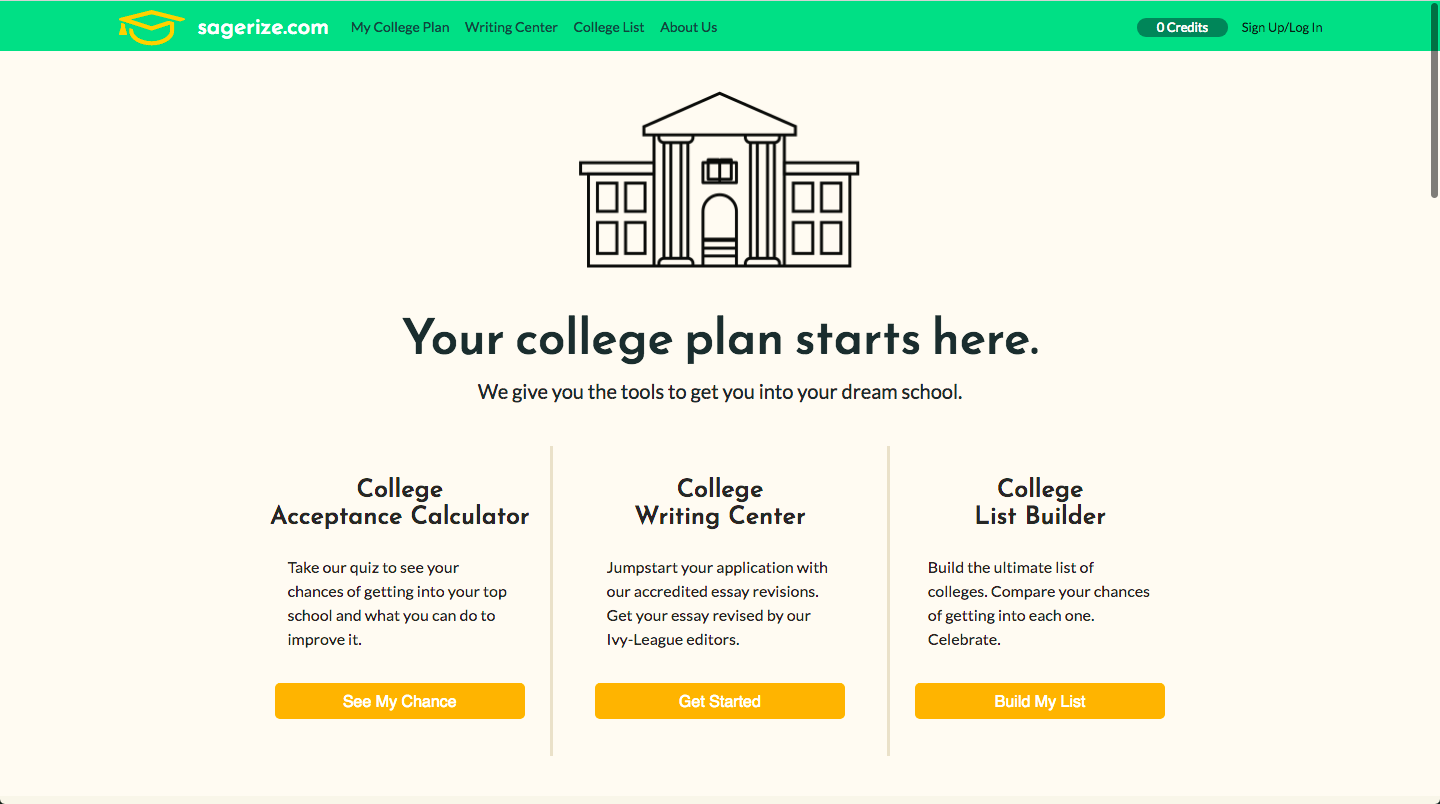 sagerize.com My College Plan Writing Center College List About Us 0 Credits Sign Up/Log In
Your college plan starts here.
We give you the tools to get you into your dream school.
College
Acceptance Calculator
Take our quiz to see your
chances of getting into your top
school and what you can do to
improve it.
See My Chance
College
Writing Center
Jumpstart your application with
our accredited essay revisions.
Get your essay revised by our
Ivy-League editors.
Get Started
College
List Builder
Build the ultimate list of
colleges. Compare your chances
of getting into each one.
Celebrate.
Build My List